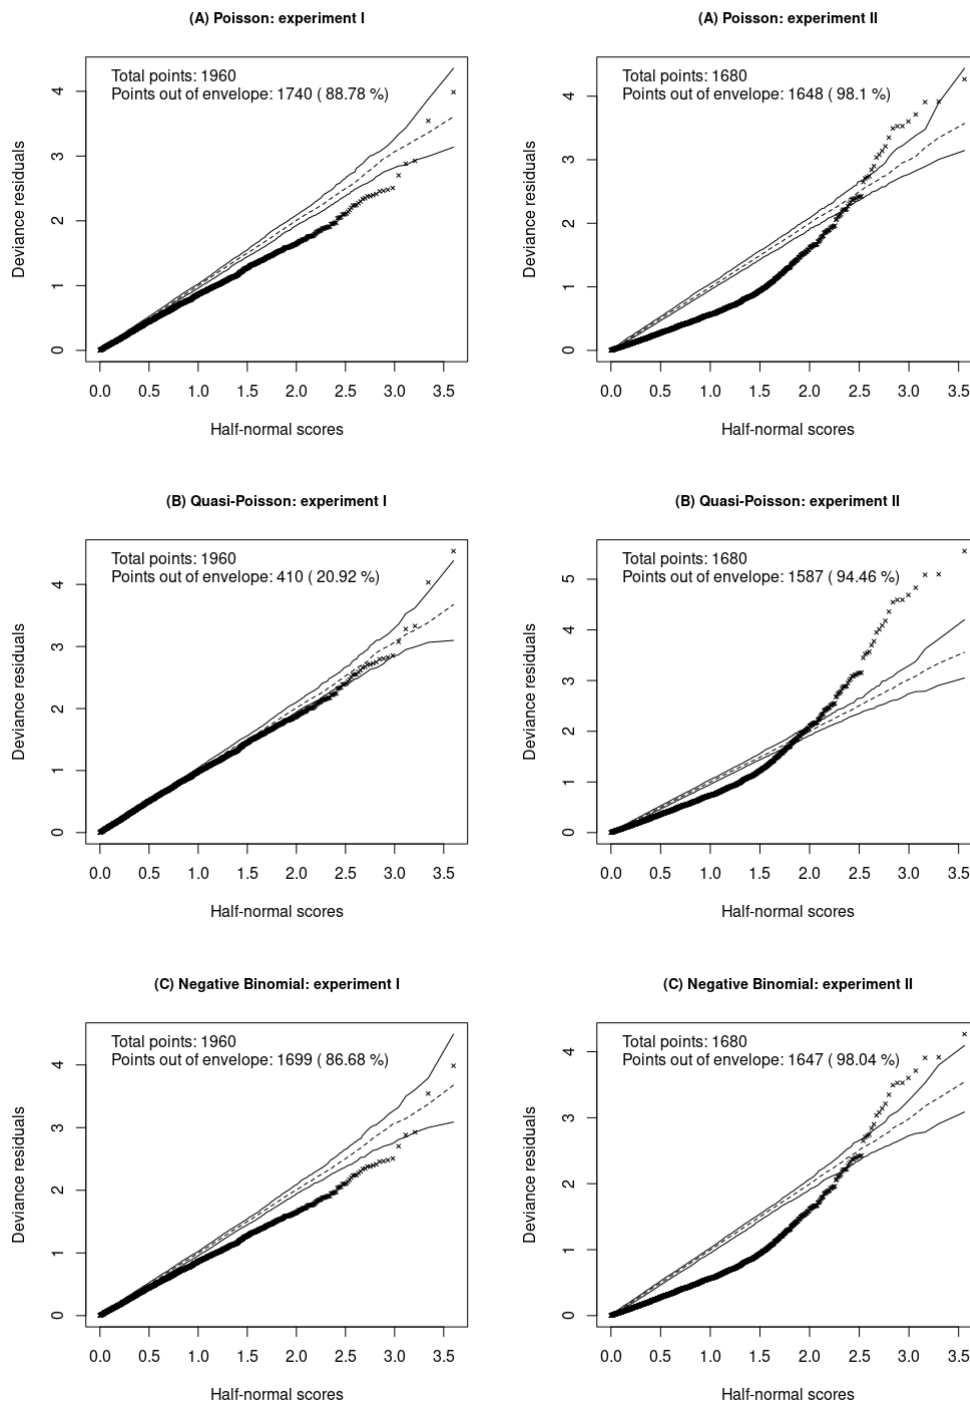 (A) Poisson: experiment I
Total points: 1960
Points out of envelope: 1740 ( 88.78 %)
Deviance residuals
4
3
2
1
0
0.0 0.5 1.0 1.5 2.0 2.5 3.0 3.5
Half-normal scores
(A) Poisson: experiment II
Total points: 1680
Points out of envelope: 1648 ( 98.1 %)
Deviance residuals
4
3
2
1
0
0.0 0.5 1.0 1.5 2.0 2.5 3.0 3.5
Half-normal scores
(B) Quasi-Poisson: experiment I
Total points: 1960
Points out of envelope: 410 ( 20.92 %)
Deviance residuals
4
3
2
1
0
0.0 0.5 1.0 1.5 2.0 2.5 3.0 3.5
Half-normal scores
(B) Quasi-Poisson: experiment II
Total points: 1680
Points out of envelope: 1587 ( 94.46 %)
Deviance residuals
5
4
3
2
1
0
0.0 0.5 1.0 1.5 2.0 2.5 3.0 3.5
Half-normal scores
(C) Negative Binomial: experiment I
Total points: 1960
Points out of envelope: 1699 ( 86.68 %)
Deviance residuals
4
3
2
1
0
0.0 0.5 1.0 1.5 2.0 2.5 3.0 3.5
Half-normal scores
(C) Negative Binomial: experiment II
Total points: 1680
Points out of envelope: 1647 ( 98.04 %)
Deviance residuals
4
3
2
1
0
0.0 0.5 1.0 1.5 2.0 2.5 3.0 3.5
Half-normal scores